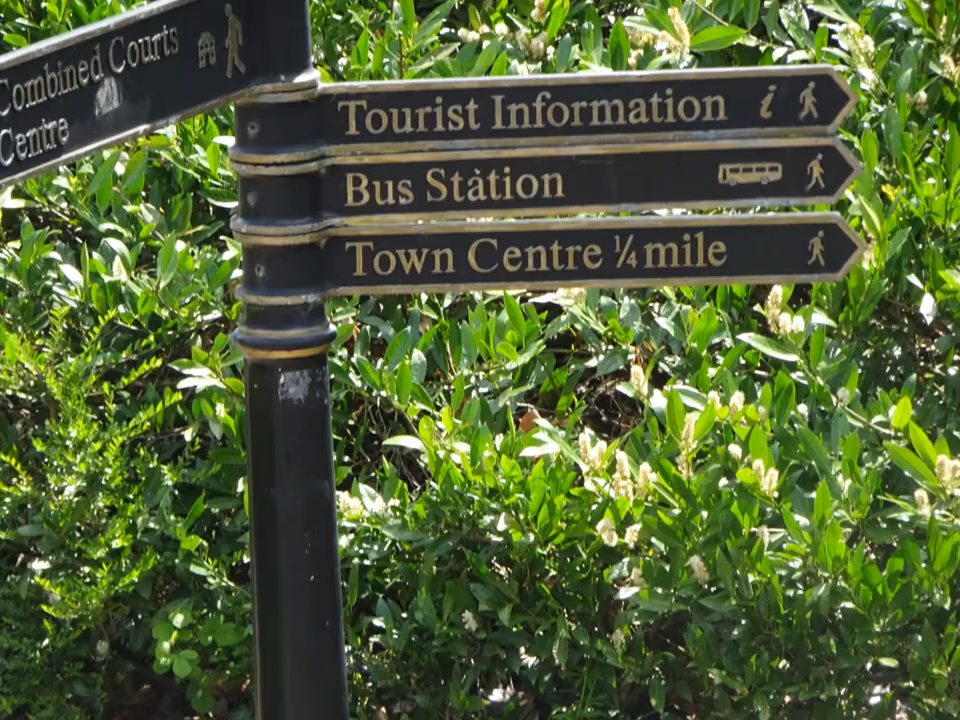 Combined Courts
Centre
Tourist Information i
Bus Station
Town Centre ¼ mile